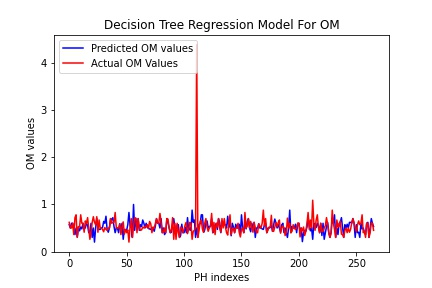 Decision Tree Regression Model For OM
Predicted OM values
Actual OM Values
OM values
4
3
2
1
0
0 50 100 150 200 250
PH indexes